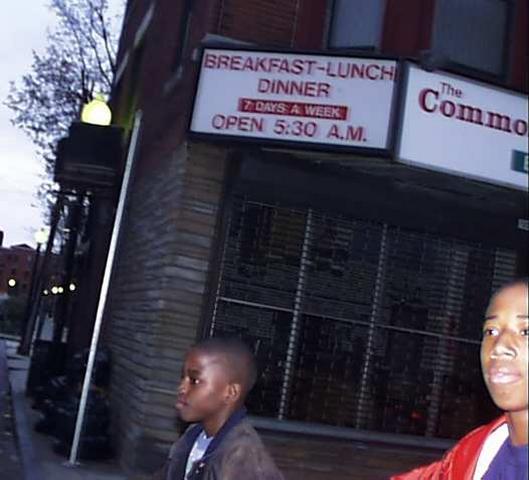 BREAKFAST-LUNCH
DINNER
7 DAYS A WEEK
OPEN 5:30 A.M.
The
Commo